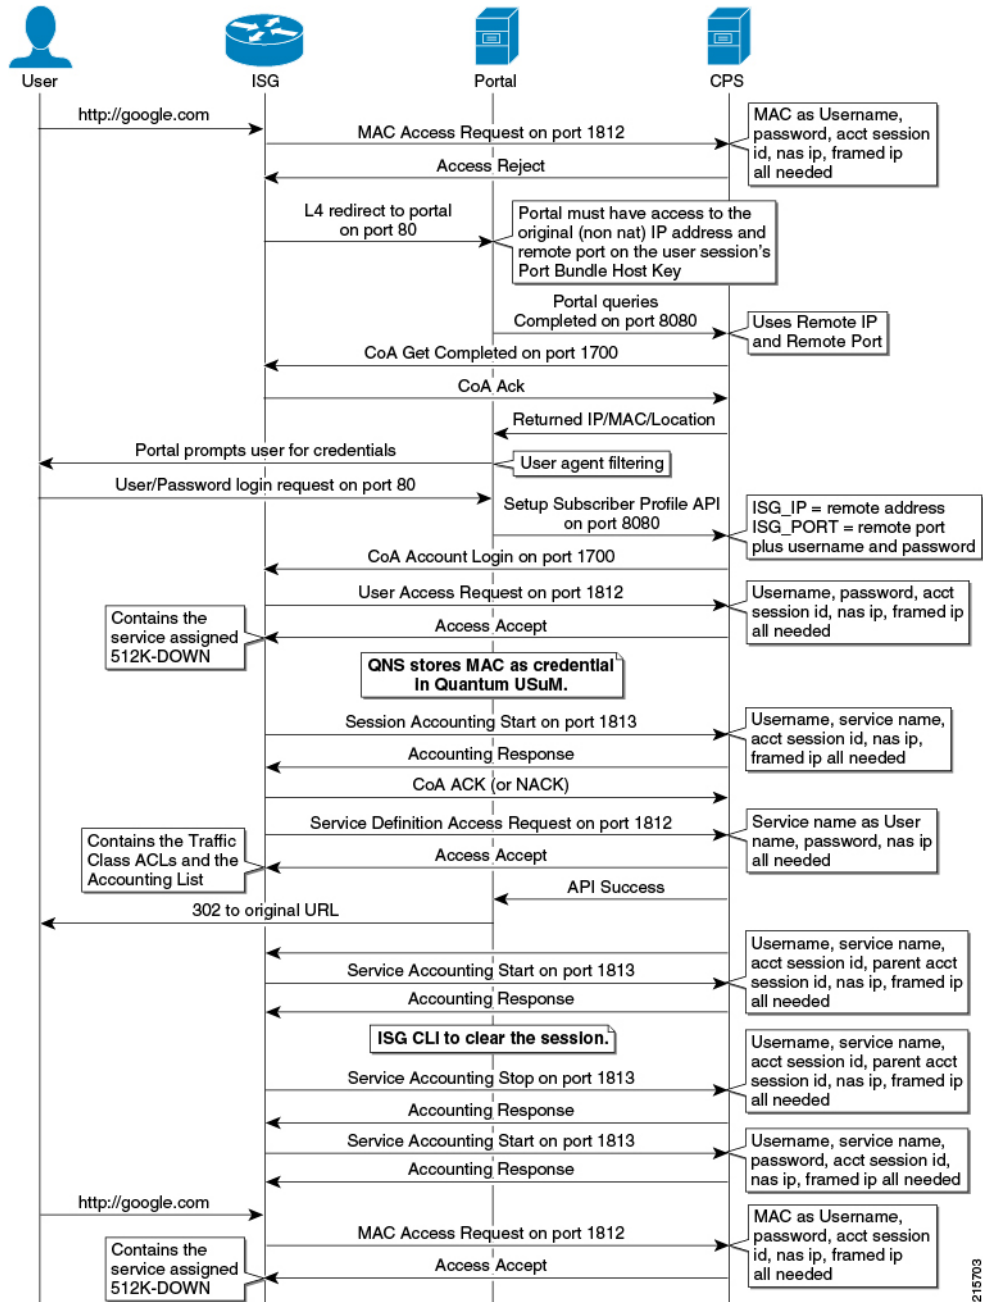 User
ISG
Portal
CPS
http://google.com
MAC Access Request on port 1812
MAC as Username,
password, acct session
id, nas ip, framed ip
all needed
Access Reject
L4 redirect to portal
on port 80
Portal must have access to the
original (non nat) IP address and
remote port on the user session's
Port Bundle Host Key
Portal queries
Completed on port 8080
Uses Remote IP
and Remote Port
CoA Get Completed on port 1700
CoA Ack
Returned IP/MAC/Location
Portal prompts user for credentials
User agent filtering
User/Password login request on port 80
Setup Subscriber Profile API
on port 8080
ISG_IP = remote address
ISG_PORT = remote port
plus username and password
CoA Account Login on port 1700
User Access Request on port 1812
Username, password, acct
session id, nas ip, framed ip
all needed
Contains the
service assigned
512K-DOWN
Access Accept
QNS stores MAC as credential
in Quantum USuM.
Session Accounting Start on port 1813
Username, service name,
acct session id, nas ip,
framed ip all needed
Accounting Response
CoA ACK (or NACK)
Service Definition Access Request on port 1812
Service name as User
name, password, nas ip
all needed
Contains the Traffic
Class ACLs and the
Accounting List
Access Accept
API Success
302 to original URL
Service Accounting Start on port 1813
Username, service name,
acct session id, parent acct
session id, nas ip, framed ip
all needed
Accounting Response
ISG CLI to clear the session.
Service Accounting Stop on port 1813
Username, service name,
acct session id, parent acct
session id, nas ip, framed ip
all needed
Accounting Response
Service Accounting Start on port 1813
Username, service name,
password, acct session id,
nas ip, framed ip all needed
Accounting Response
http://google.com
MAC Access Request on port 1812
MAC as Username,
password, acct session
id, nas ip, framed ip
all needed
Contains the
service assigned
512K-DOWN
Access Accept
215703